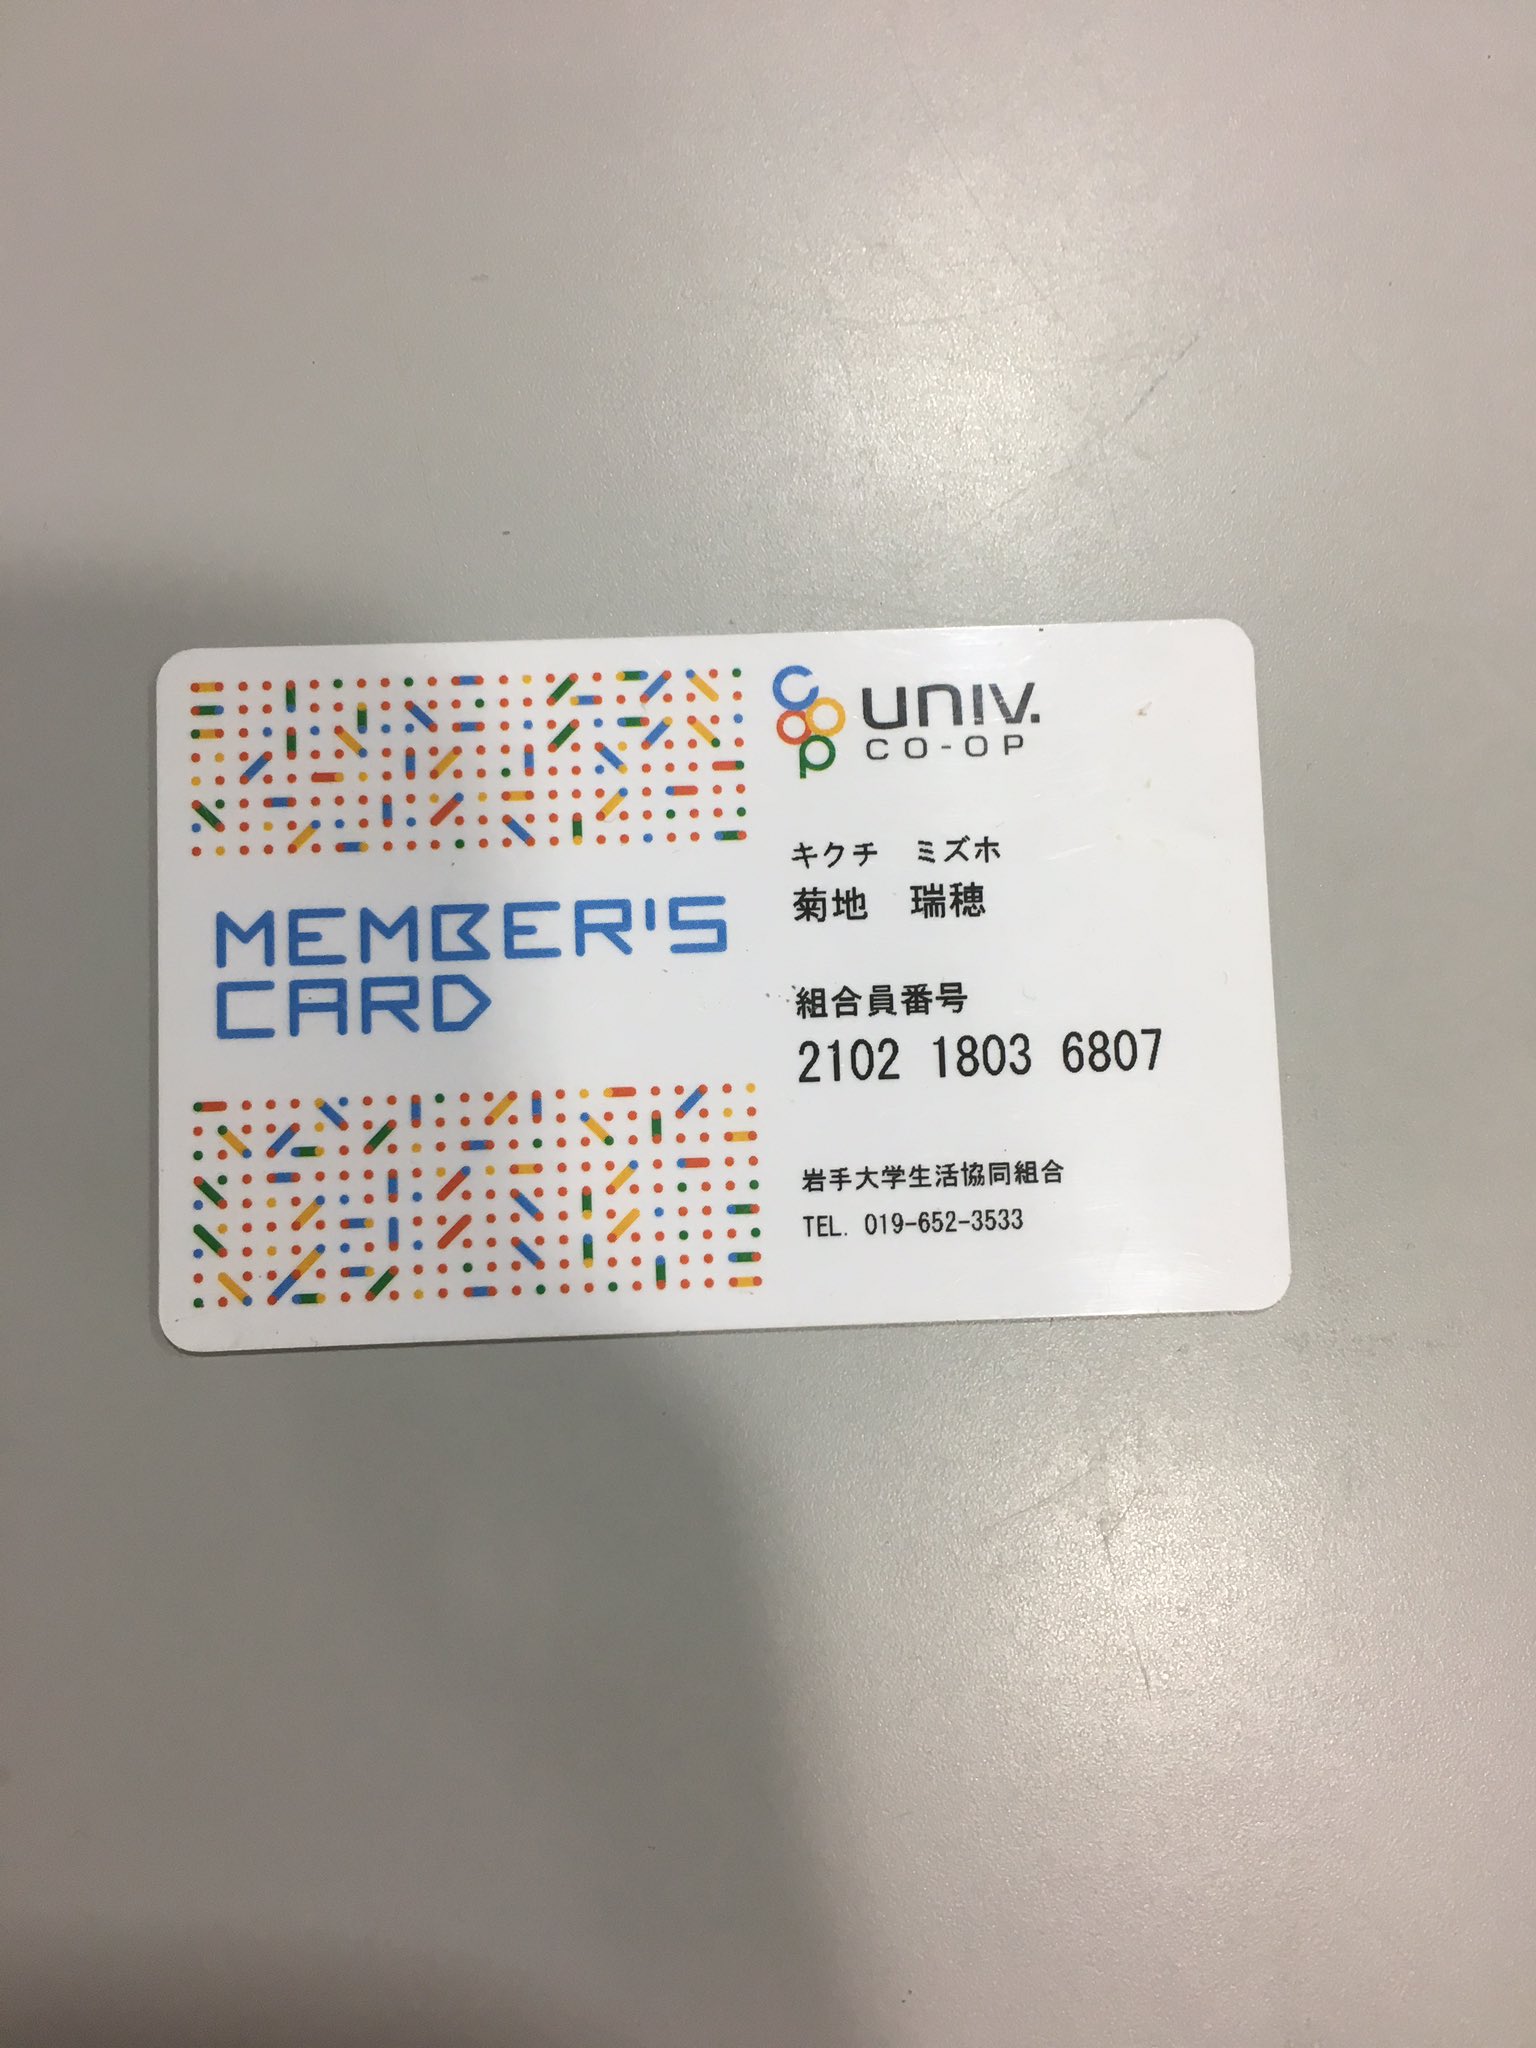 MEMBER'S
CARD
coop univ.
CO-OP
キクチ　ミズホ
菊地　瑞穂
組合員番号
2102 1803 6807
岩手大学生活協同組合
TEL. 019-652-3533